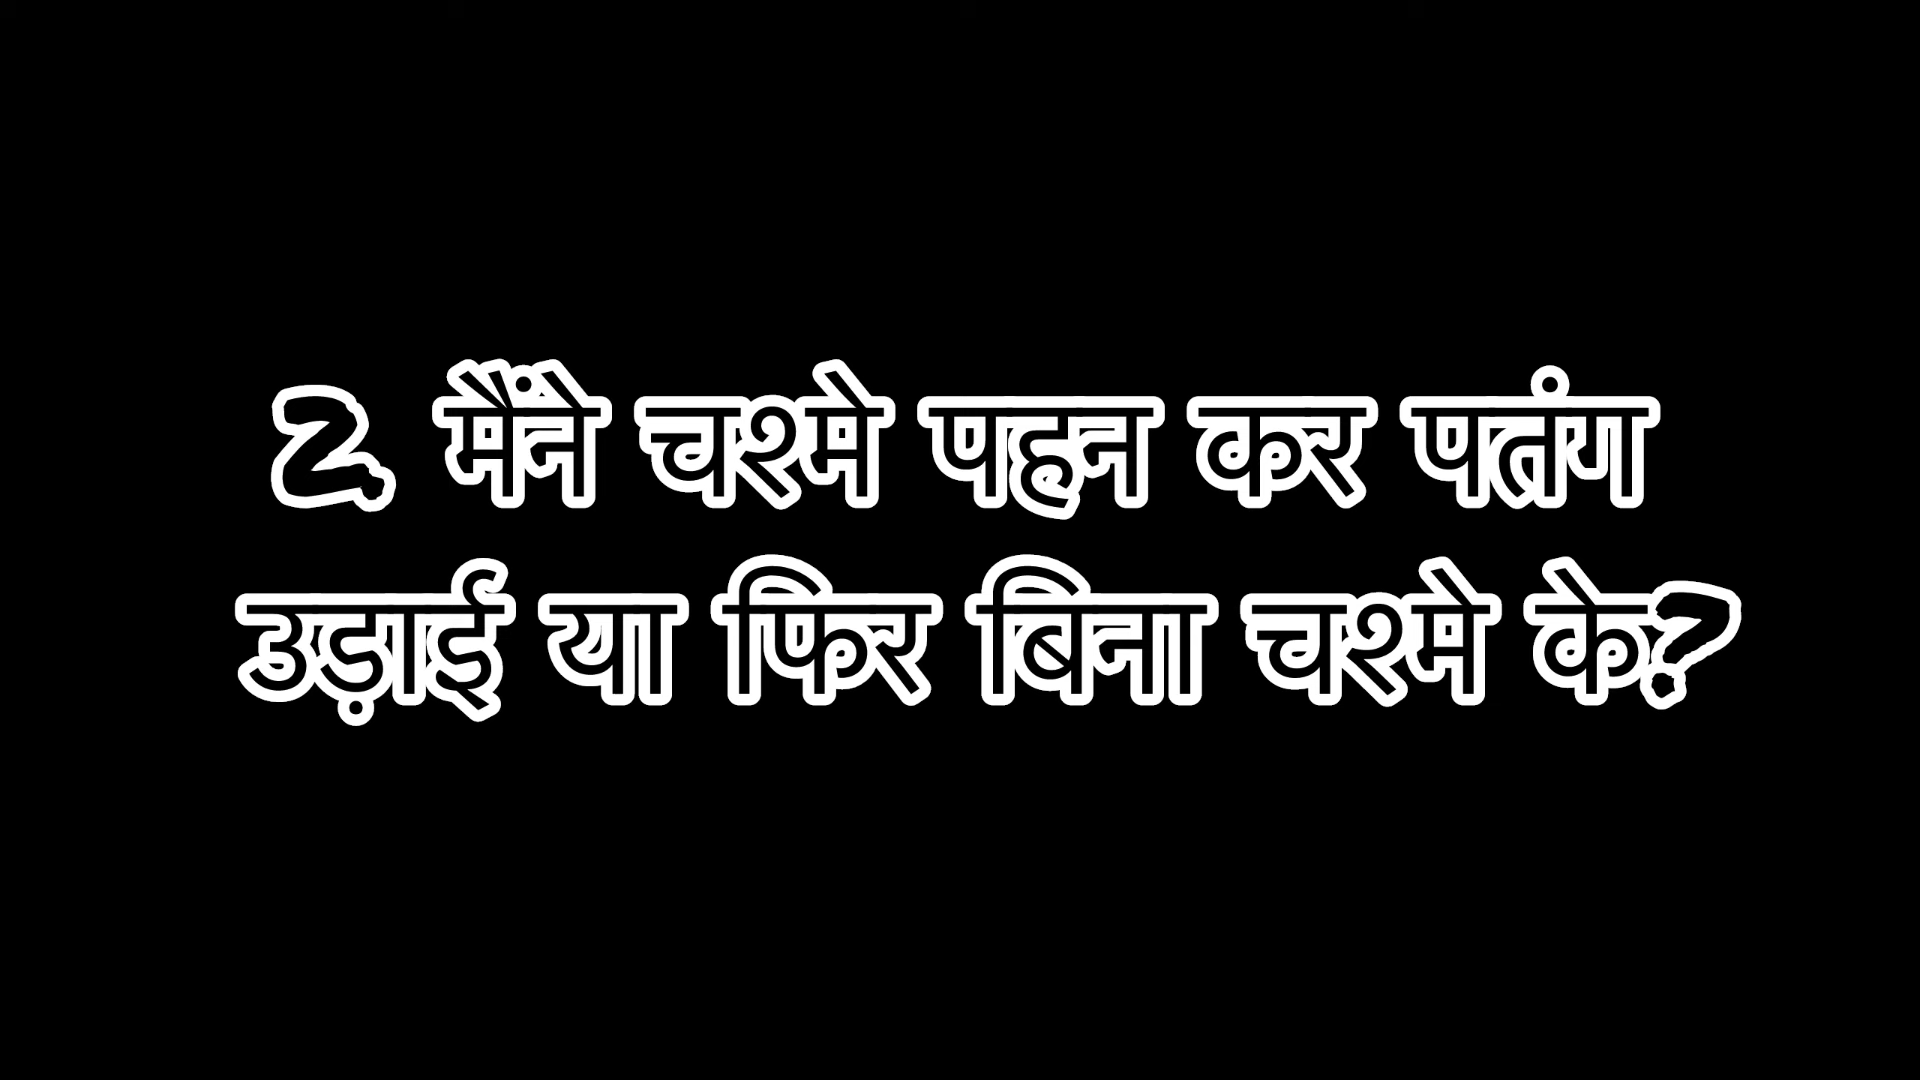 2. मैंने चश्मे पहन कर पतंग
उड़ाई या फिर बिना चश्मे के?